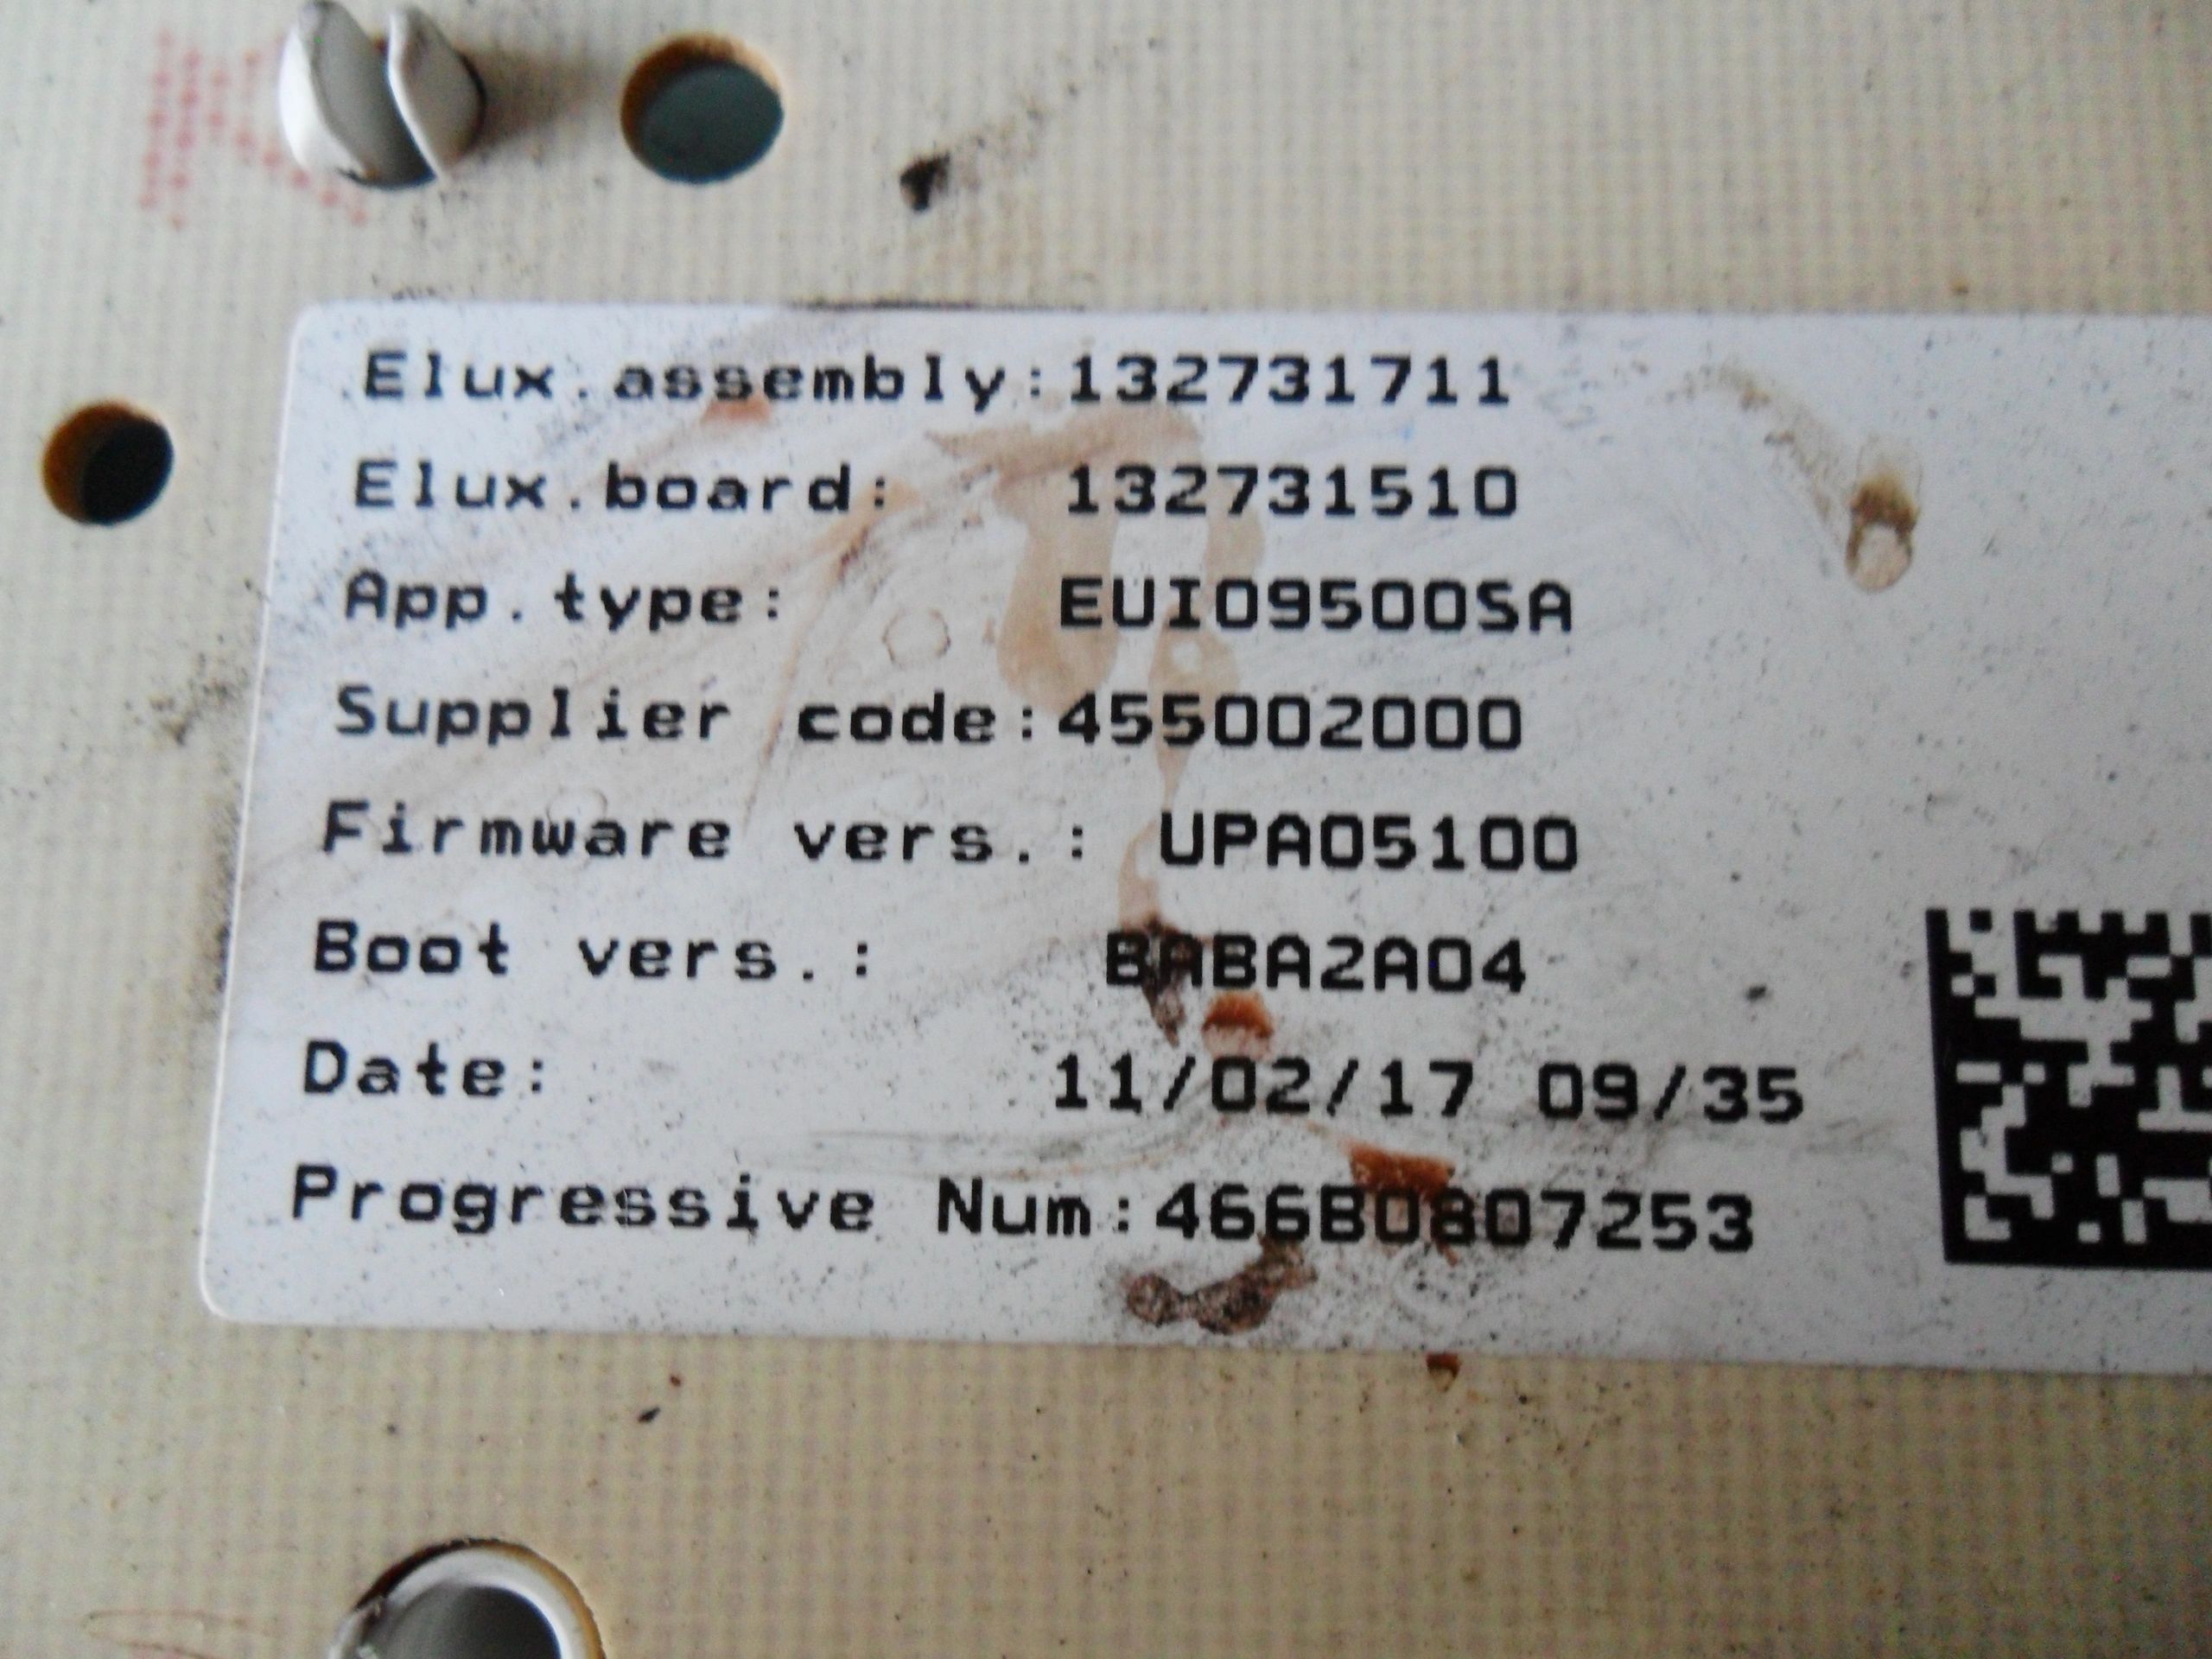 Elux.assembly:132731711
Elux.board: 132731510
App.type: EUI09500SA
Supplier code:455002000
Firmware vers.: UPA05100
Boot vers.: BABA2A04
Date: 11/02/17 09/35
Progressive Num:466B0807253